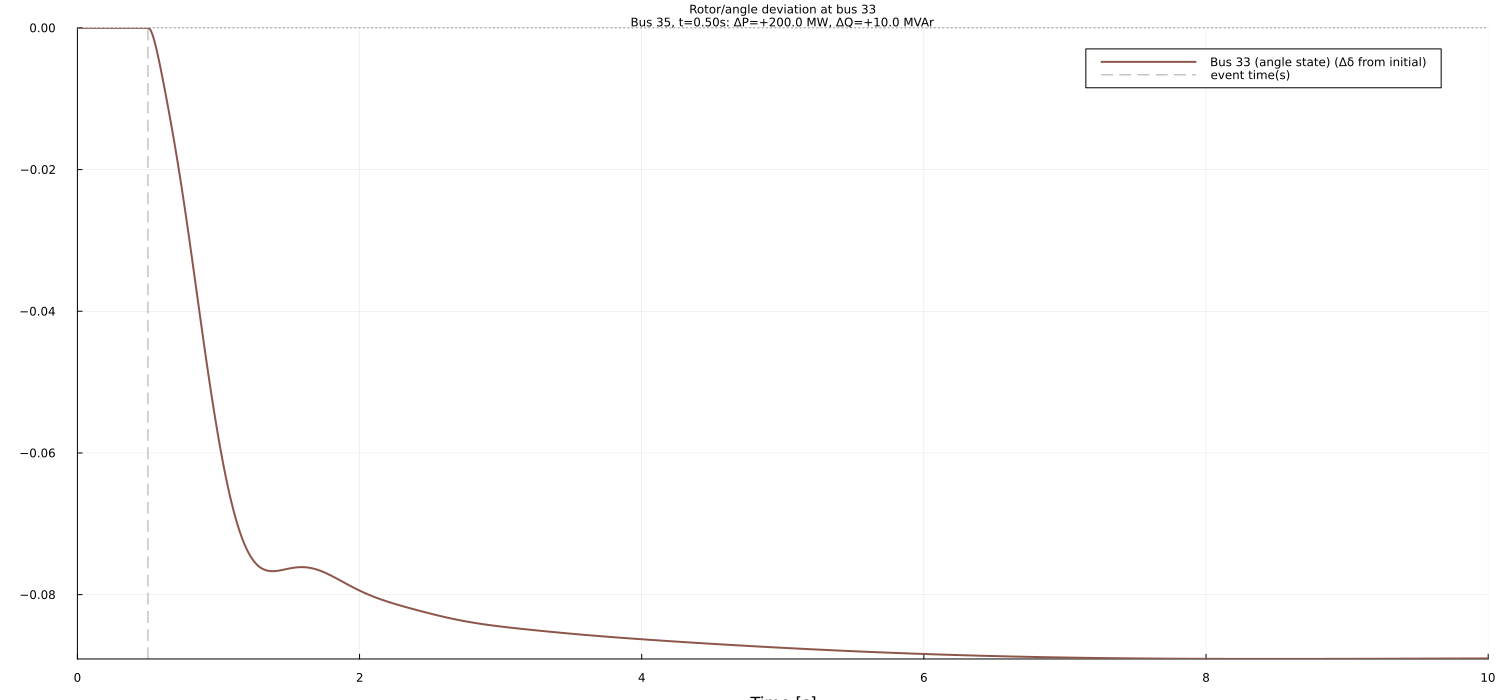 Rotor/angle deviation at bus 33
Bus 35, t=0.50s: ΔP=+200.0 MW, ΔQ=+10.0 MVAr
0.00
Bus 33 (angle state) (Δδ from initial)
event time(s)
−0.02
−0.04
−0.06
−0.08
0 2 4 6 8 10
Time [s]